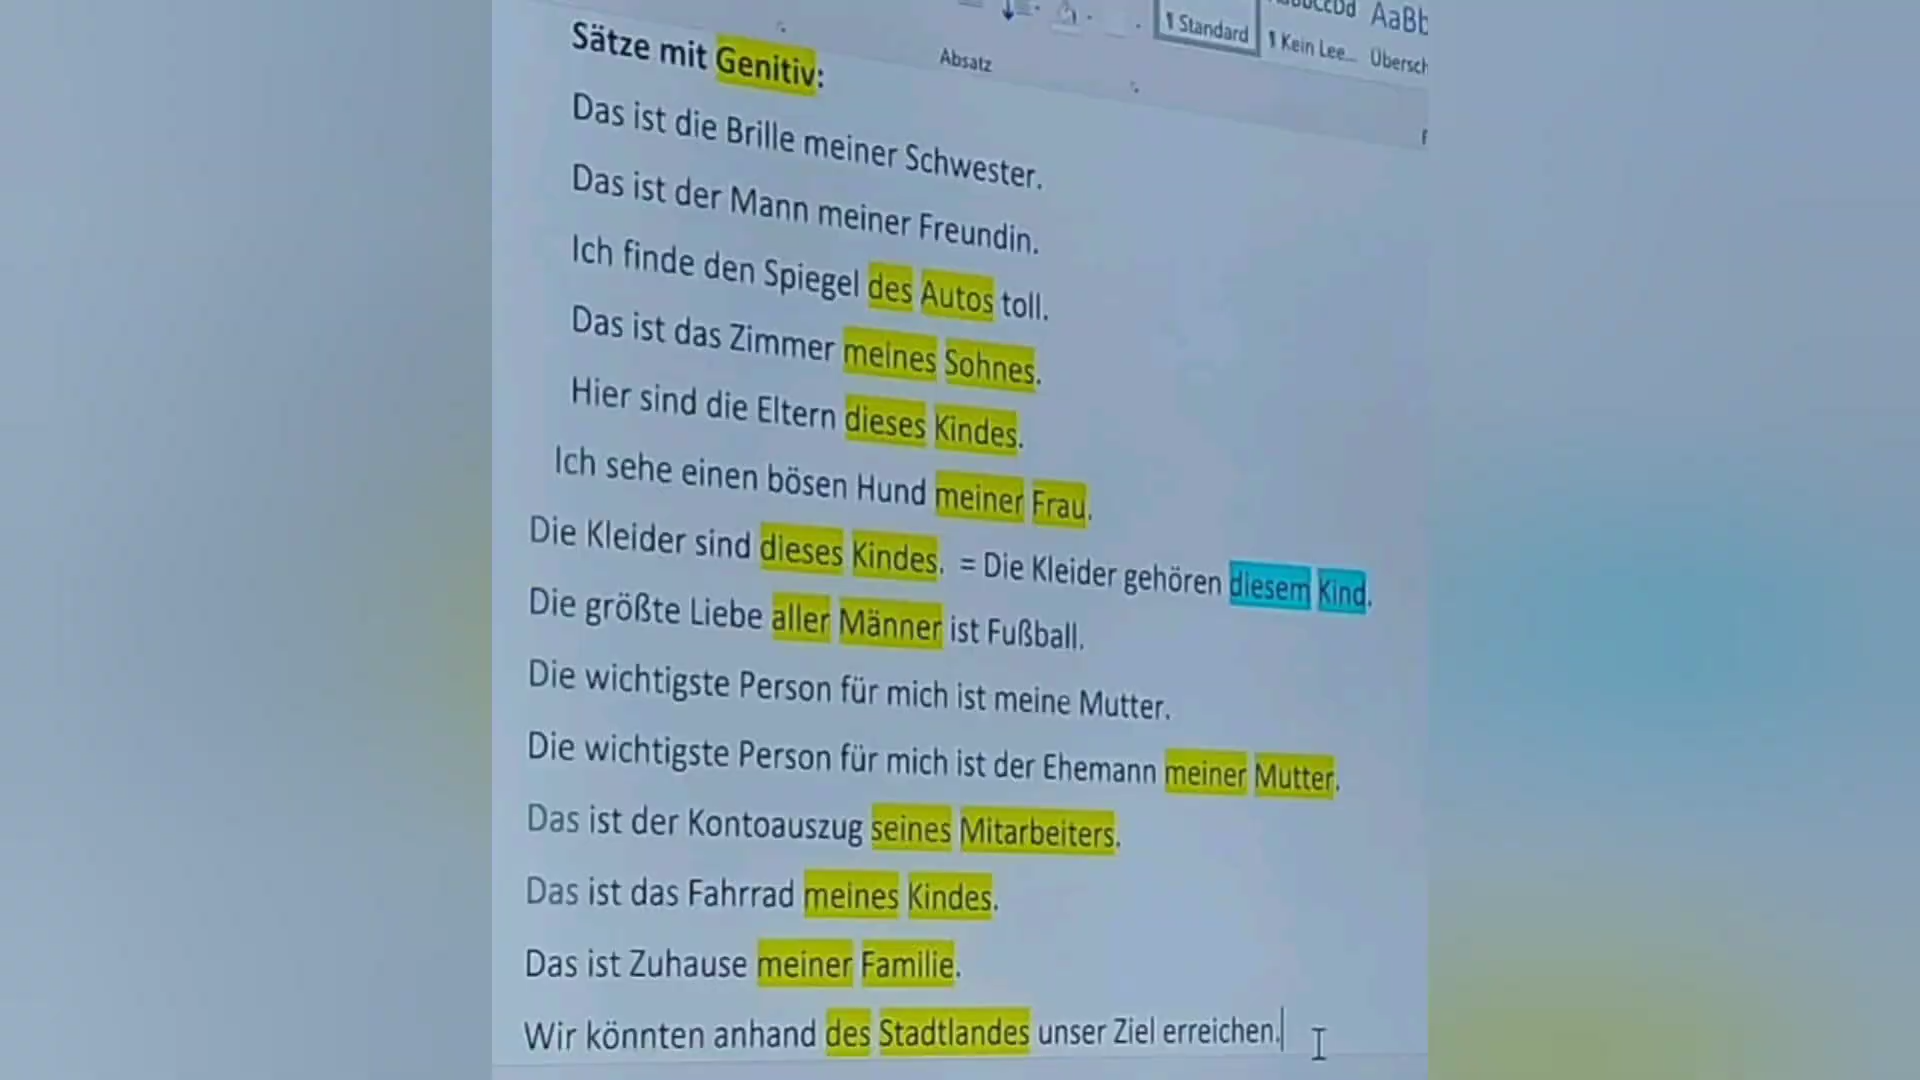 AaBb
¶ Standard
¶ Kein Lee...
Übersch
Absatz
Sätze mit Genitiv:
Das ist die Brille meiner Schwester.
Das ist der Mann meiner Freundin.
Ich finde den Spiegel des Autos toll.
Das ist das Zimmer meines Sohnes.
Hier sind die Eltern dieses Kindes.
Ich sehe einen bösen Hund meiner Frau.
Die Kleider sind dieses Kindes. = Die Kleider gehören diesem Kind.
Die größte Liebe aller Männer ist Fußball.
Die wichtigste Person für mich ist meine Mutter.
Die wichtigste Person für mich ist der Ehemann meiner Mutter.
Das ist der Kontoauszug seines Mitarbeiters.
Das ist das Fahrrad meines Kindes.
Das ist Zuhause meiner Familie.
Wir könnten anhand des Stadtlandes unser Ziel erreichen.